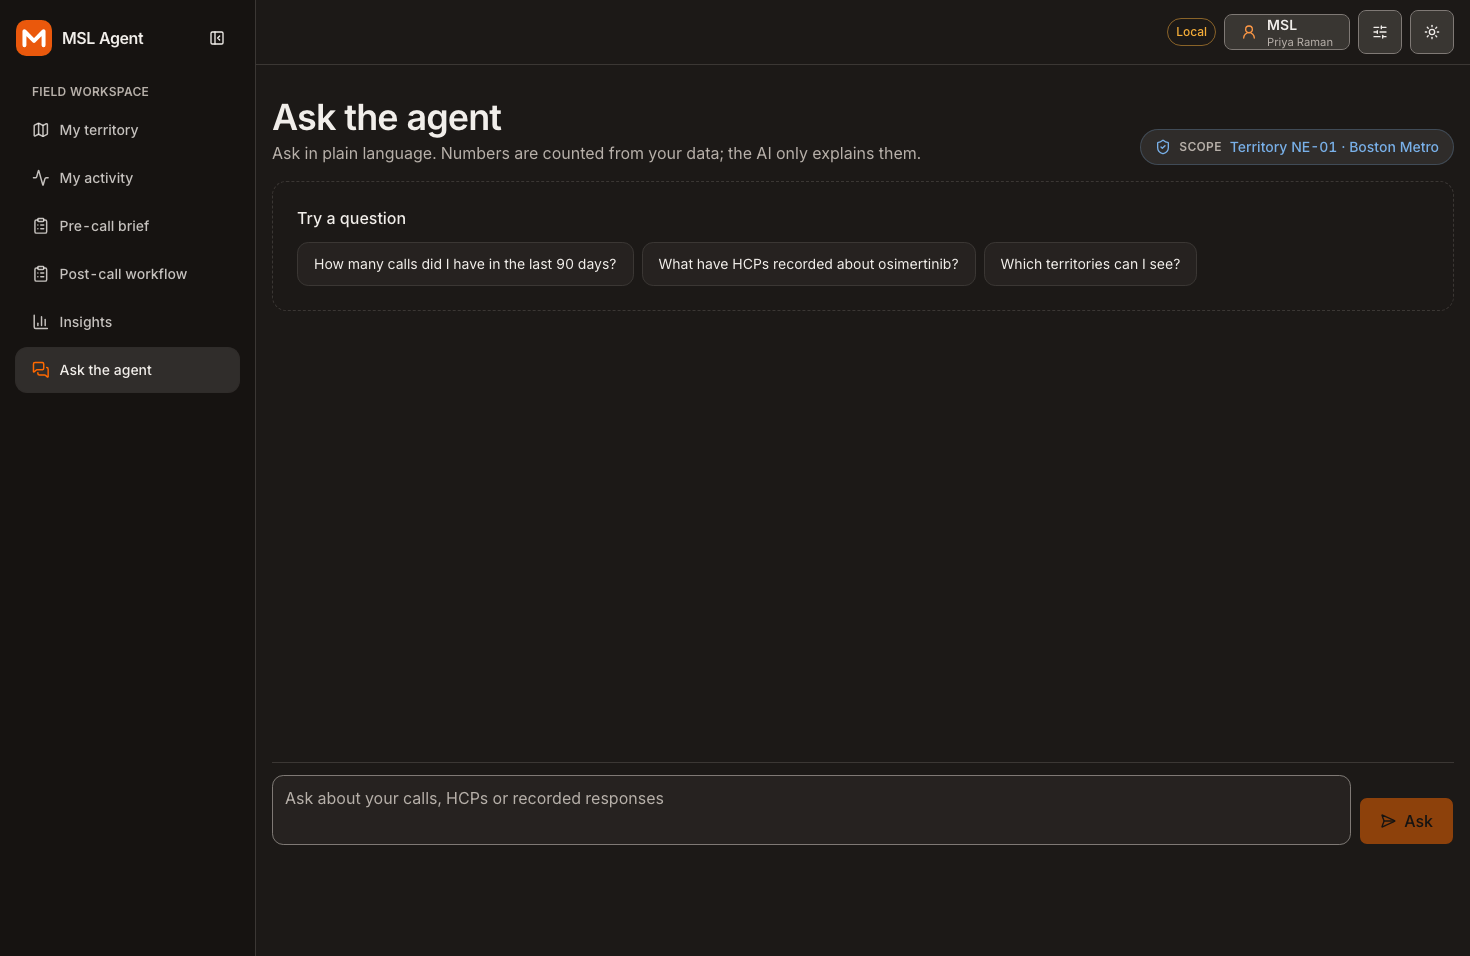 MSL Agent
FIELD WORKSPACE
My territory
My activity
Pre-call brief
Post-call workflow
Insights
Ask the agent
Local
MSL
Priya Raman
Ask the agent
Ask in plain language. Numbers are counted from your data; the AI only explains them.
SCOPE Territory NE-01 · Boston Metro
Try a question
How many calls did I have in the last 90 days?
What have HCPs recorded about osimertinib?
Which territories can I see?
Ask about your calls, HCPs or recorded responses
Ask